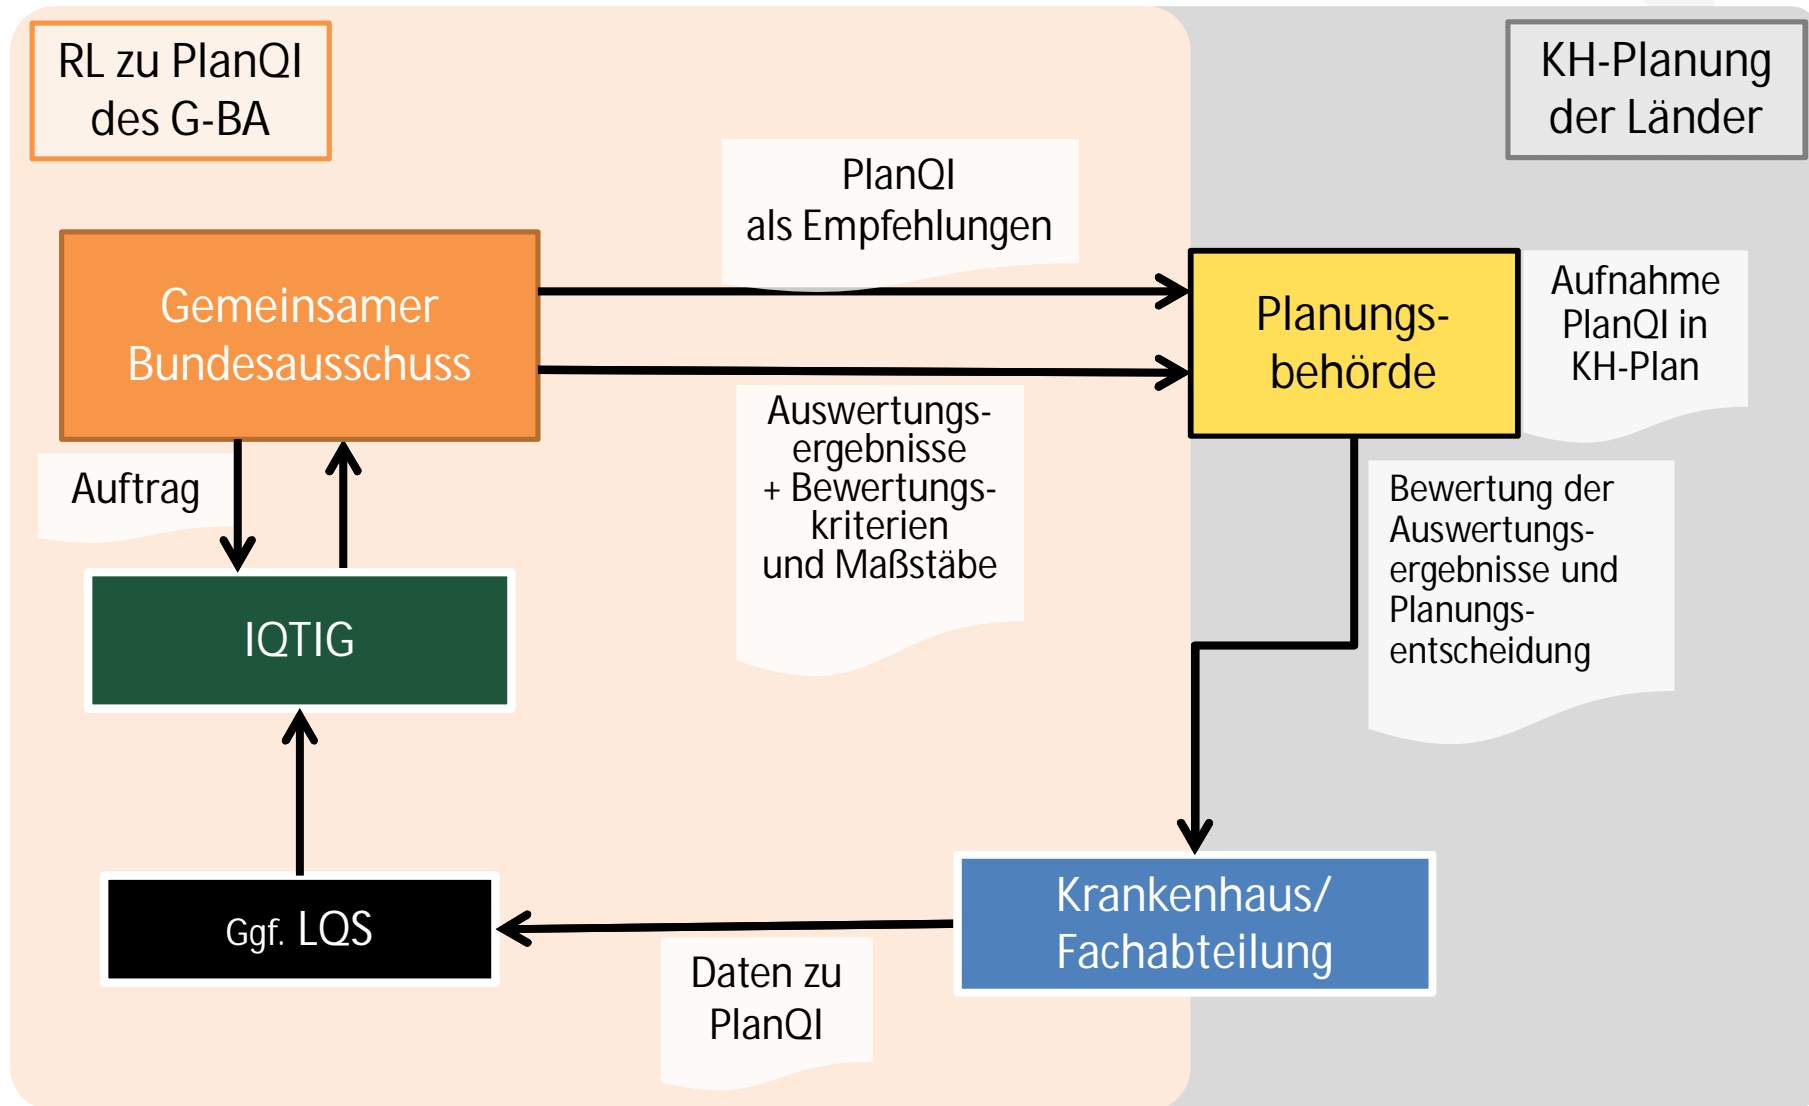 RL zu PlanQI
des G-BA
KH-Planung
der Länder
PlanQI
als Empfehlungen
Gemeinsamer
Bundesausschuss
Planungs-
behörde
Aufnahme
PlanQI in
KH-Plan
Auswertungs-
ergebnisse
+ Bewertungs-
kriterien
und Maßstäbe
Auftrag
Bewertung der
Auswertungs-
ergebnisse und
Planungs-
entscheidung
IQTIG
Ggf. LQS
Krankenhaus/
Fachabteilung
Daten zu
PlanQI